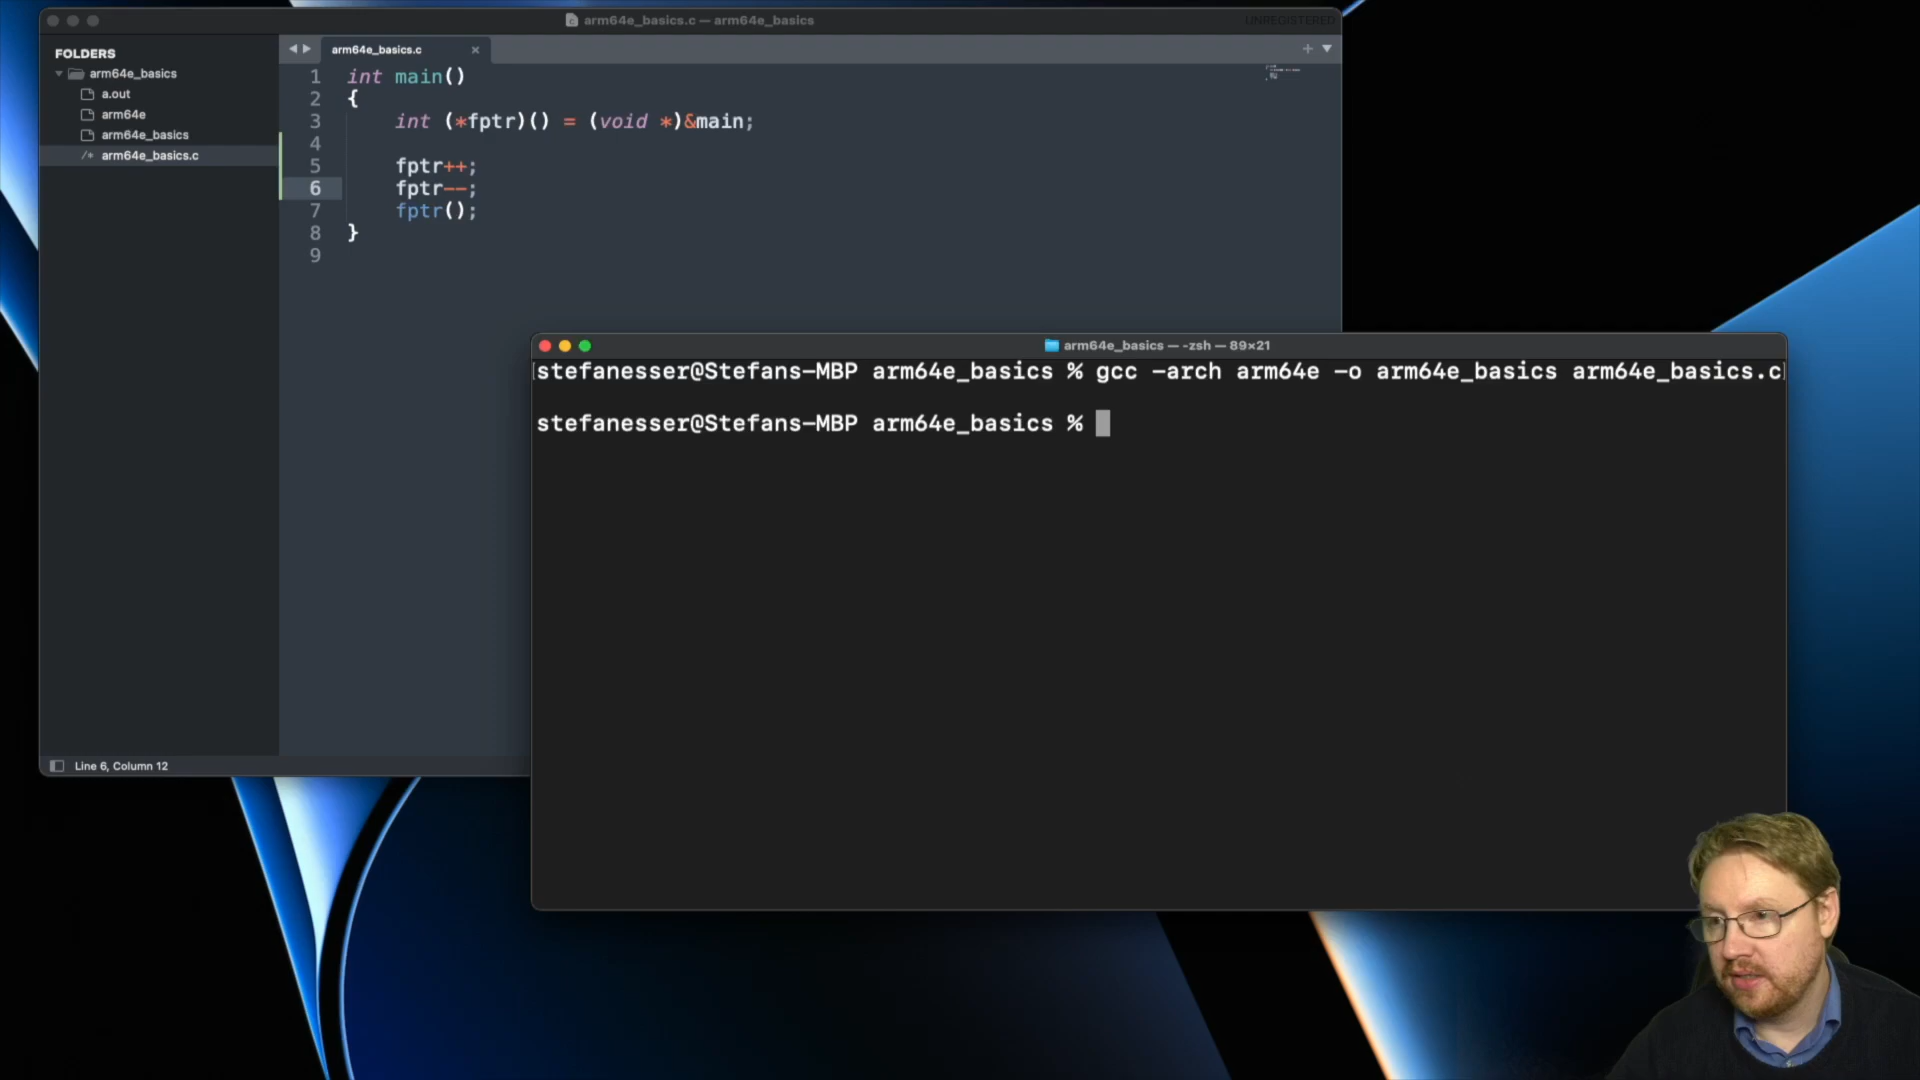 arm64e_basics.c — arm64e_basics
UNREGISTERED
FOLDERS
arm64e_basics
a.out
arm64e
arm64e_basics
/* arm64e_basics.c
arm64e_basics.c ×
1 int main()
2 {
3 int (*fptr)() = (void *)&main;
4
5 fptr++;
6 fptr--;
7 fptr();
8 }
9
Line 6, Column 12
arm64e_basics — -zsh — 89×21
[stefanesser@Stefans-MBP arm64e_basics % gcc -arch arm64e -o arm64e_basics arm64e_basics.c]
stefanesser@Stefans-MBP arm64e_basics %